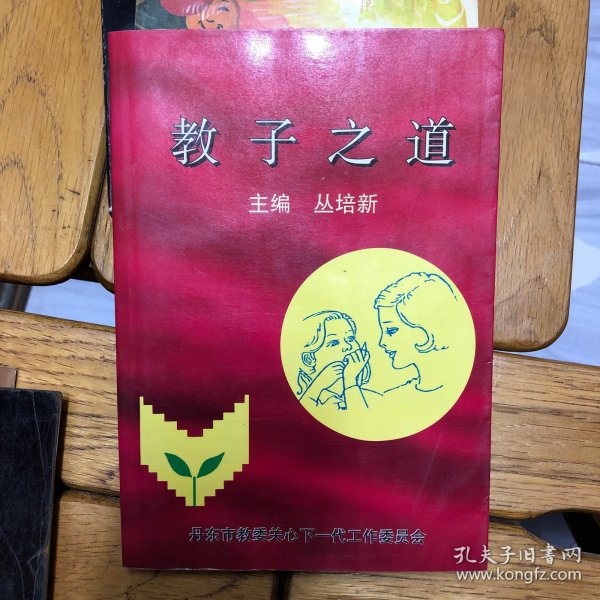 教子之道
主编 丛培新
丹东市教委关心下一代工作委员会
孔夫子旧书网
www.kongfz.com